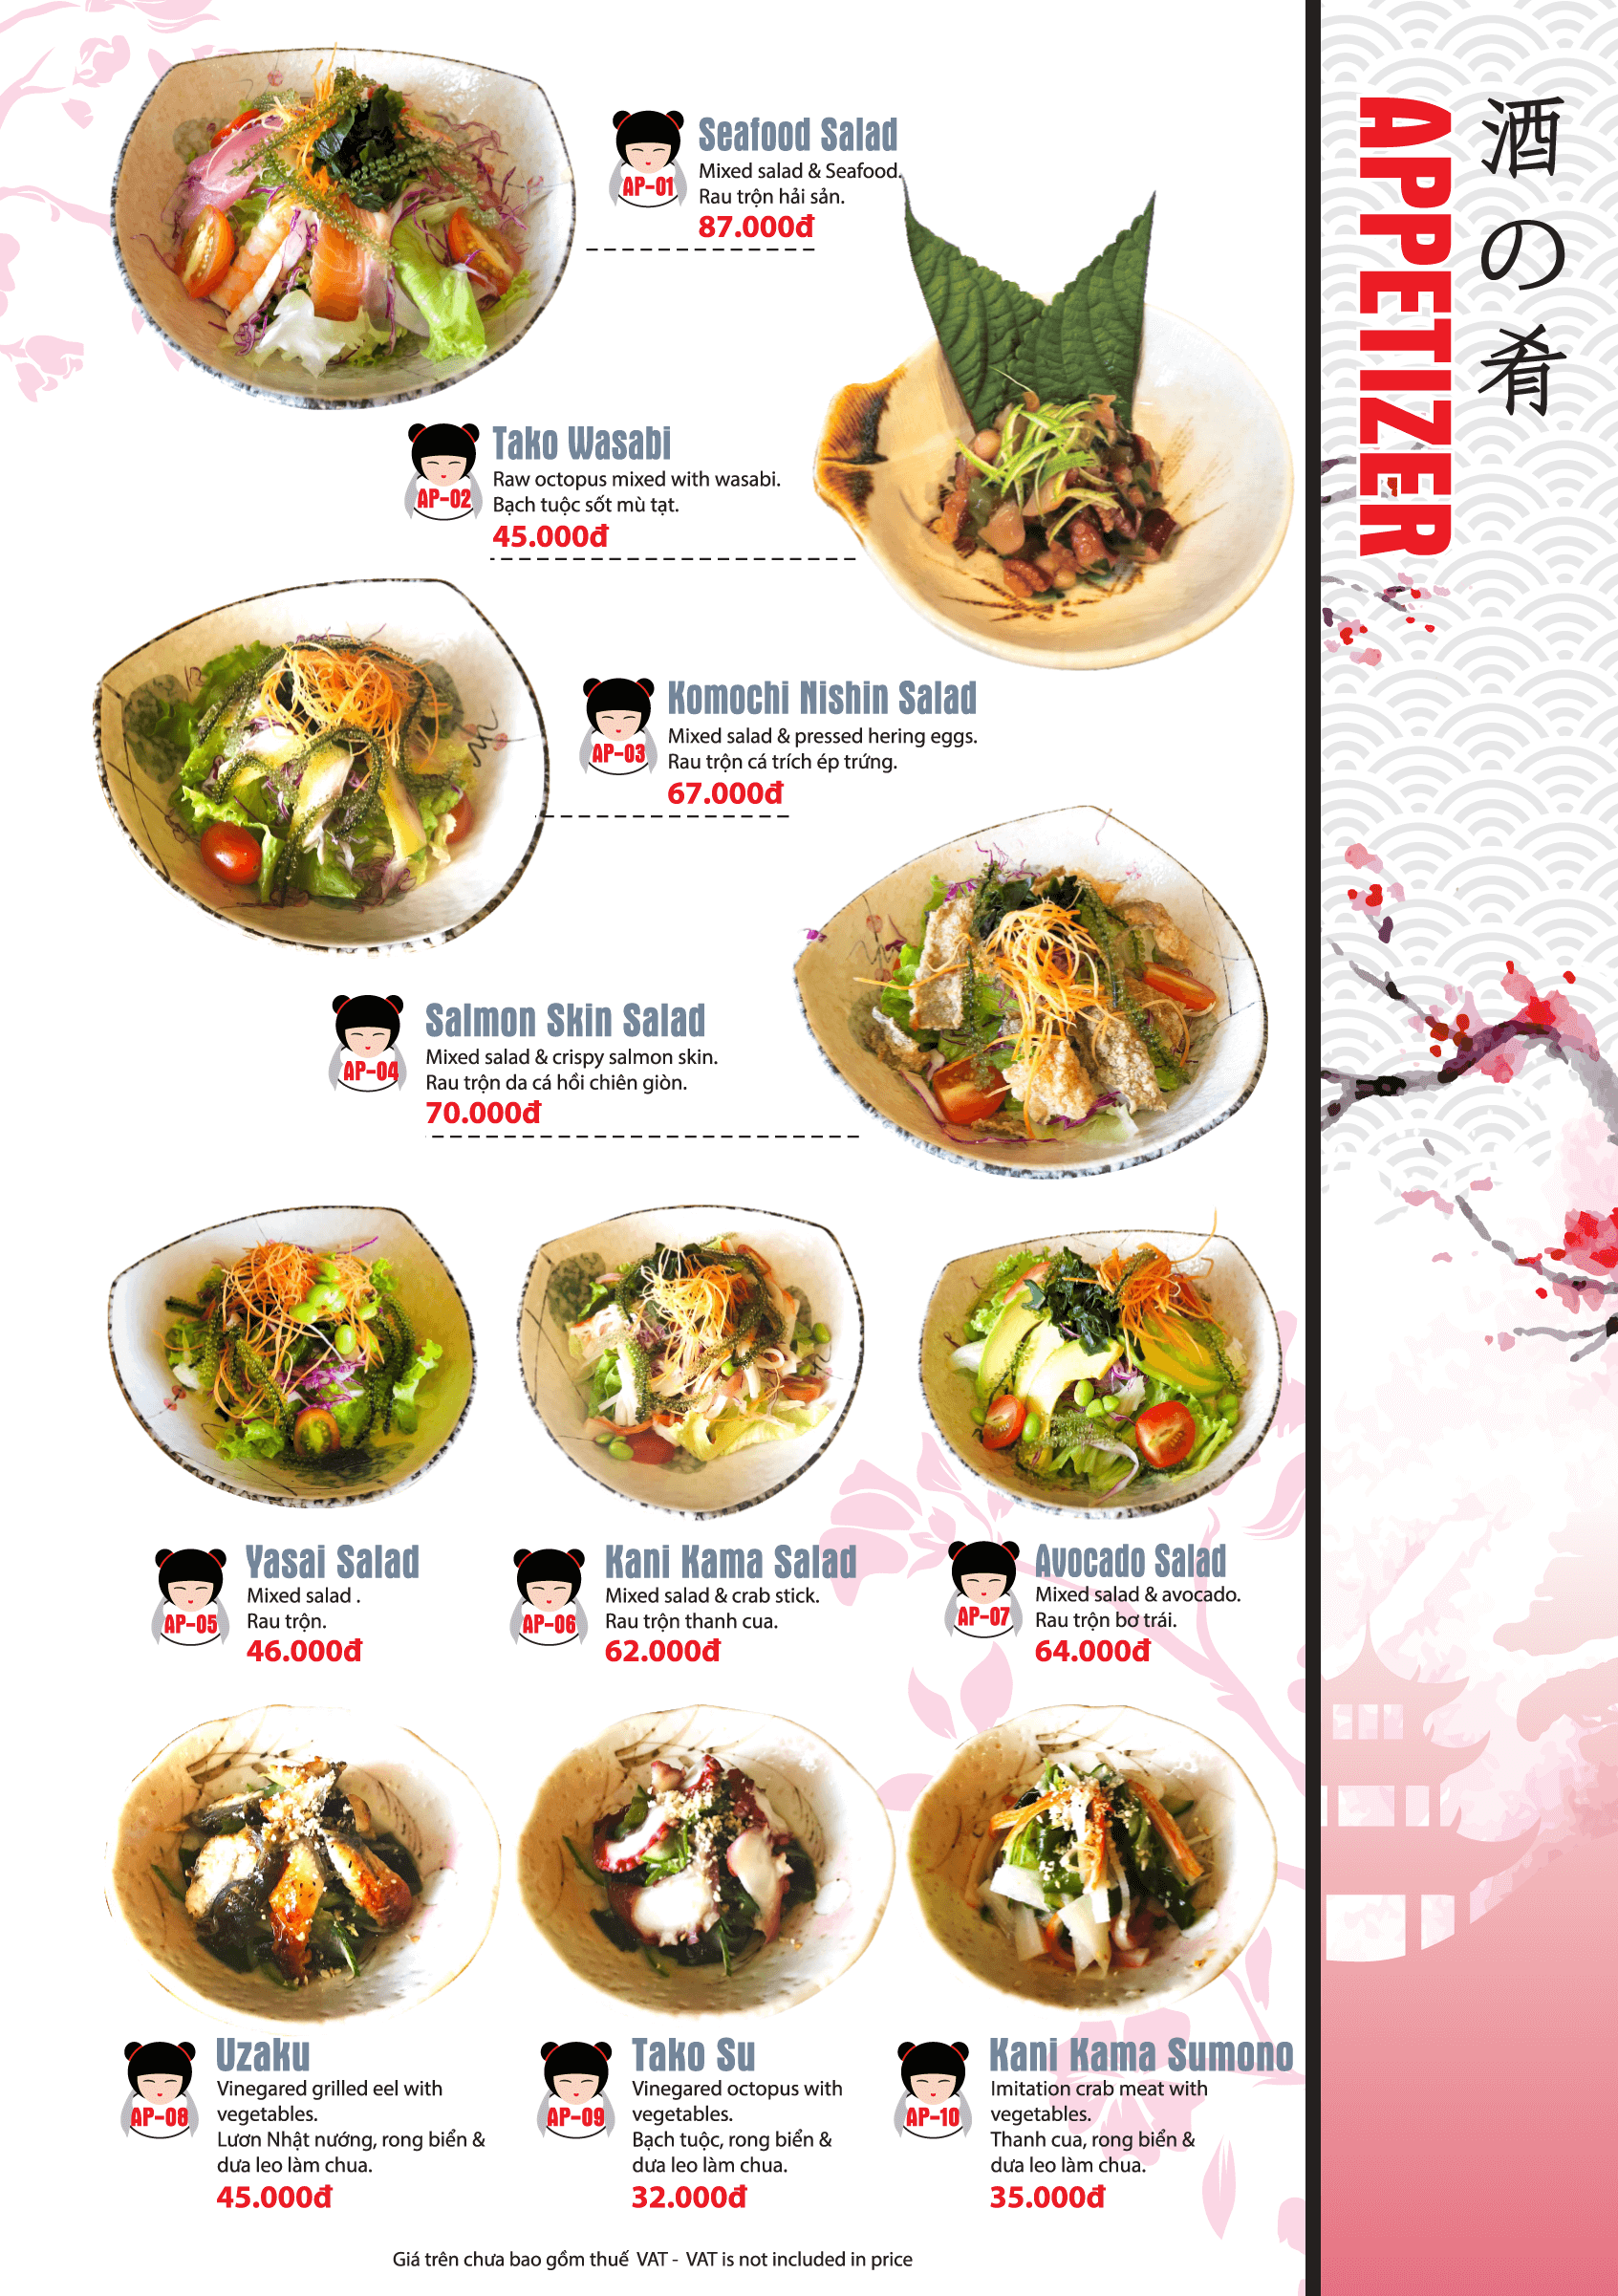 酒の肴
APPETIZER
AP-01
Seafood Salad
Mixed salad & Seafood.
Rau trộn hải sản.
87.000đ
AP-02
Tako Wasabi
Raw octopus mixed with wasabi.
Bạch tuộc sốt mù tạt.
45.000đ
AP-03
Komochi Nishin Salad
Mixed salad & pressed hering eggs.
Rau trộn cá trích ép trứng.
67.000đ
AP-04
Salmon Skin Salad
Mixed salad & crispy salmon skin.
Rau trộn da cá hồi chiên giòn.
70.000đ
AP-05
Yasai Salad
Mixed salad .
Rau trộn.
46.000đ
AP-06
Kani Kama Salad
Mixed salad & crab stick.
Rau trộn thanh cua.
62.000đ
AP-07
Avocado Salad
Mixed salad & avocado.
Rau trộn bơ trái.
64.000đ
AP-08
Uzaku
Vinegared grilled eel with
vegetables.
Lươn Nhật nướng, rong biển &
dưa leo làm chua.
45.000đ
AP-09
Tako Su
Vinegared octopus with
vegetables.
Bạch tuộc, rong biển &
dưa leo làm chua.
32.000đ
AP-10
Kani Kama Sumono
Imitation crab meat with
vegetables.
Thanh cua, rong biển &
dưa leo làm chua.
35.000đ
Giá trên chưa bao gồm thuế VAT - VAT is not included in price